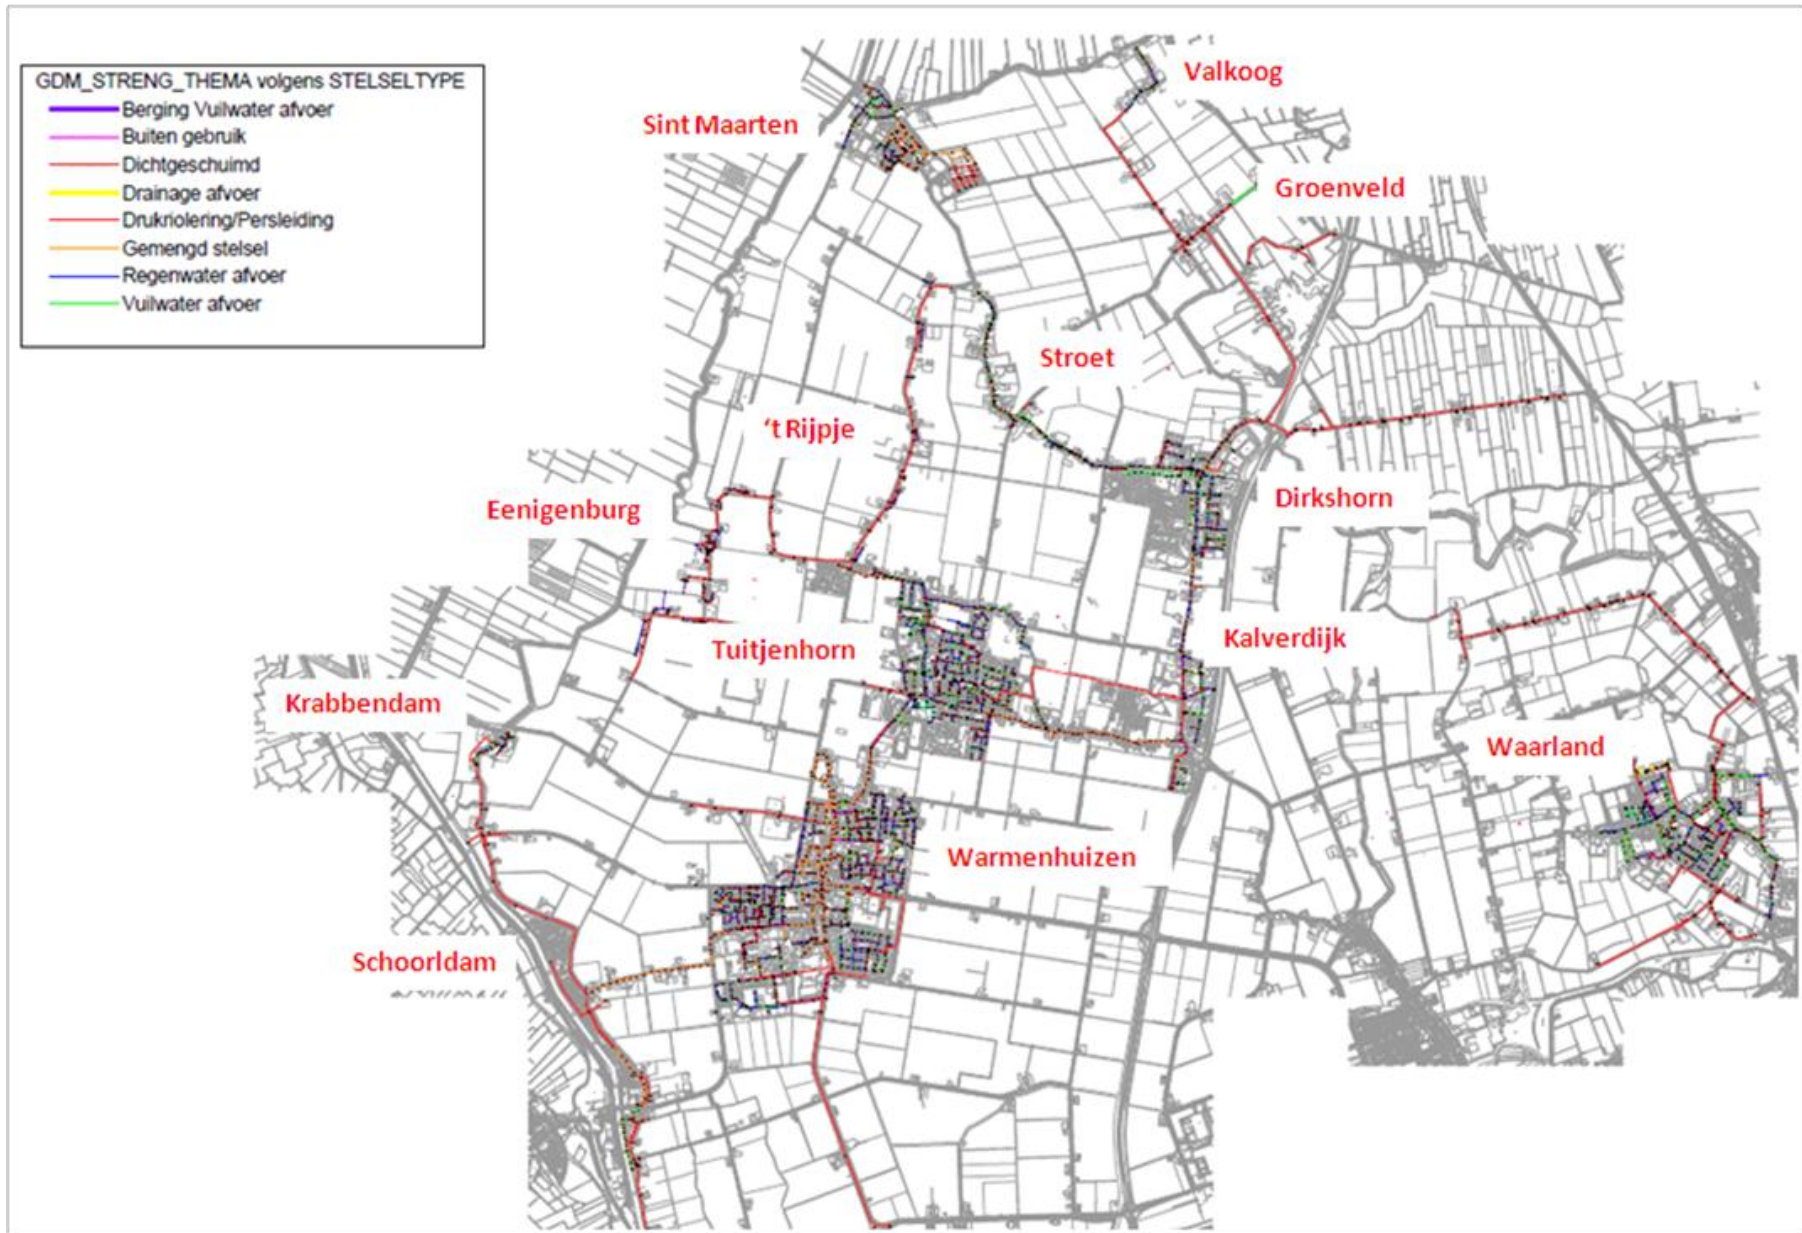 GDM_STRENG_THEMA volgens STELSELTYPE
Berging Vuilwater afvoer
Buiten gebruik
Dichtgeschuimd
Drainage afvoer
Drukriolering/Persleiding
Gemengd stelsel
Regenwater afvoer
Vuilwater afvoer
Valkoog
Sint Maarten
Groenveld
Stroet
‘t Rijpje
Dirkshorn
Eenigenburg
Kalverdijk
Tuitjenhorn
Krabbendam
Waarland
Warmenhuizen
Schoorldam